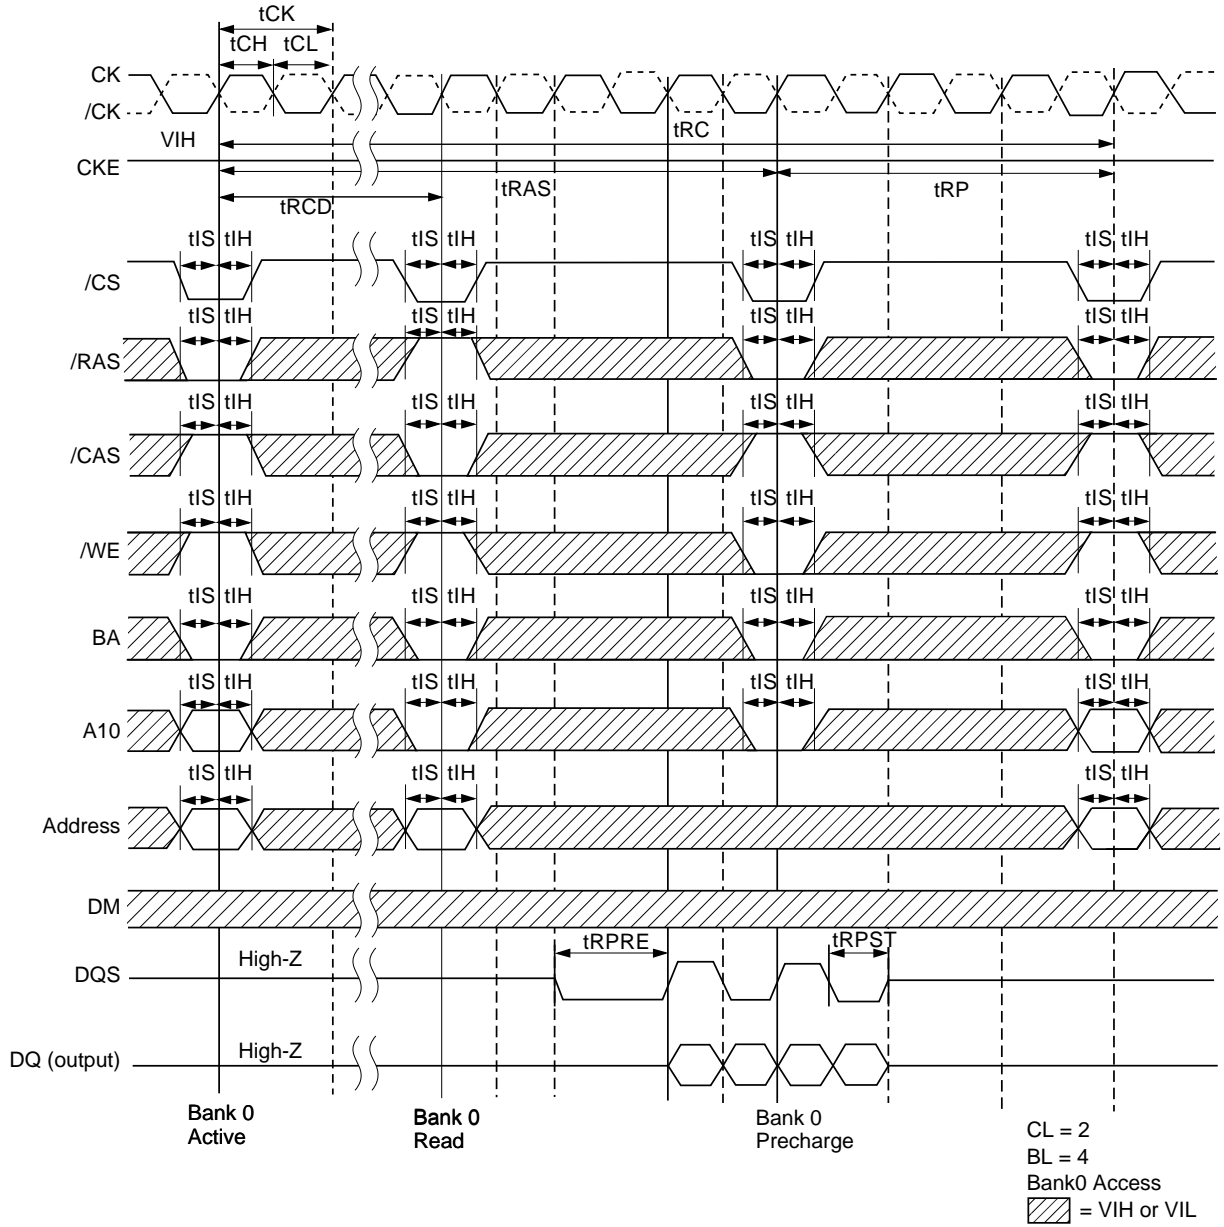 tCK
tCH tCL
CK
/CK
VIH tRC
CKE
tRAS tRP
tRCD
tIS tIH tIS tIH tIS tIH tIS tIH
/CS
tIS tIH tIS tIH tIS tIH tIS tIH
/RAS
tIS tIH tIS tIH tIS tIH tIS tIH
/CAS
tIS tIH tIS tIH tIS tIH tIS tIH
/WE
tIS tIH tIS tIH tIS tIH tIS tIH
BA
tIS tIH tIS tIH tIS tIH tIS tIH
A10
tIS tIH tIS tIH tIS tIH
Address
DM
tRPRE tRPST
High-Z
DQS
High-Z
DQ (output)
Bank 0
Active
Bank 0
Read
Bank 0
Precharge
CL = 2
BL = 4
Bank0 Access
= VIH or VIL